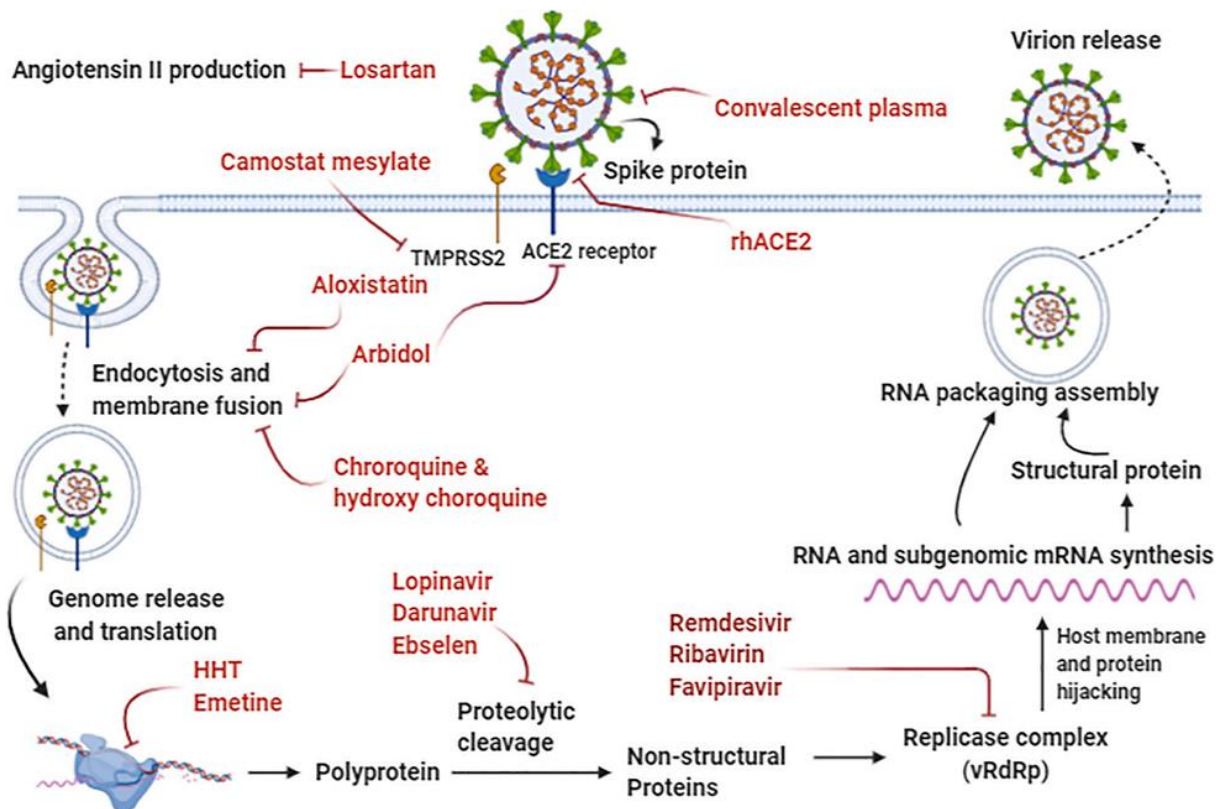 Virion release
Angiotensin II production
Losartan
Convalescent plasma
Camostat mesylate
Spike protein
rhACE2
TMPRSS2
ACE2 receptor
Aloxistatin
Arbidol
Endocytosis and
membrane fusion
RNA packaging assembly
Chroroquine &
hydroxy choroquine
Structural protein
RNA and subgenomic mRNA synthesis
Genome release
and translation
Lopinavir
Darunavir
Ebselen
Remdesivir
Ribavirin
Favipiravir
Host membrane
and protein
hijacking
HHT
Emetine
Proteolytic
cleavage
Polyprotein
Non-structural
Proteins
Replicase complex
(vRdRp)